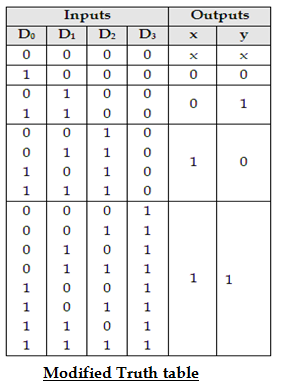 Inputs Outputs
D₀ D₁ D₂ D₃ x y
0 0 0 0 x x
1 0 0 0 0 0
0 1 0 0 0 1
1 1 0 0
0 0 1 0 1 0
0 1 1 0
1 0 1 0
1 1 1 0
0 0 0 1 1 1
0 0 1 1
0 1 0 1
0 1 1 1
1 0 0 1
1 0 1 1
1 1 0 1
1 1 1 1
Modified Truth table